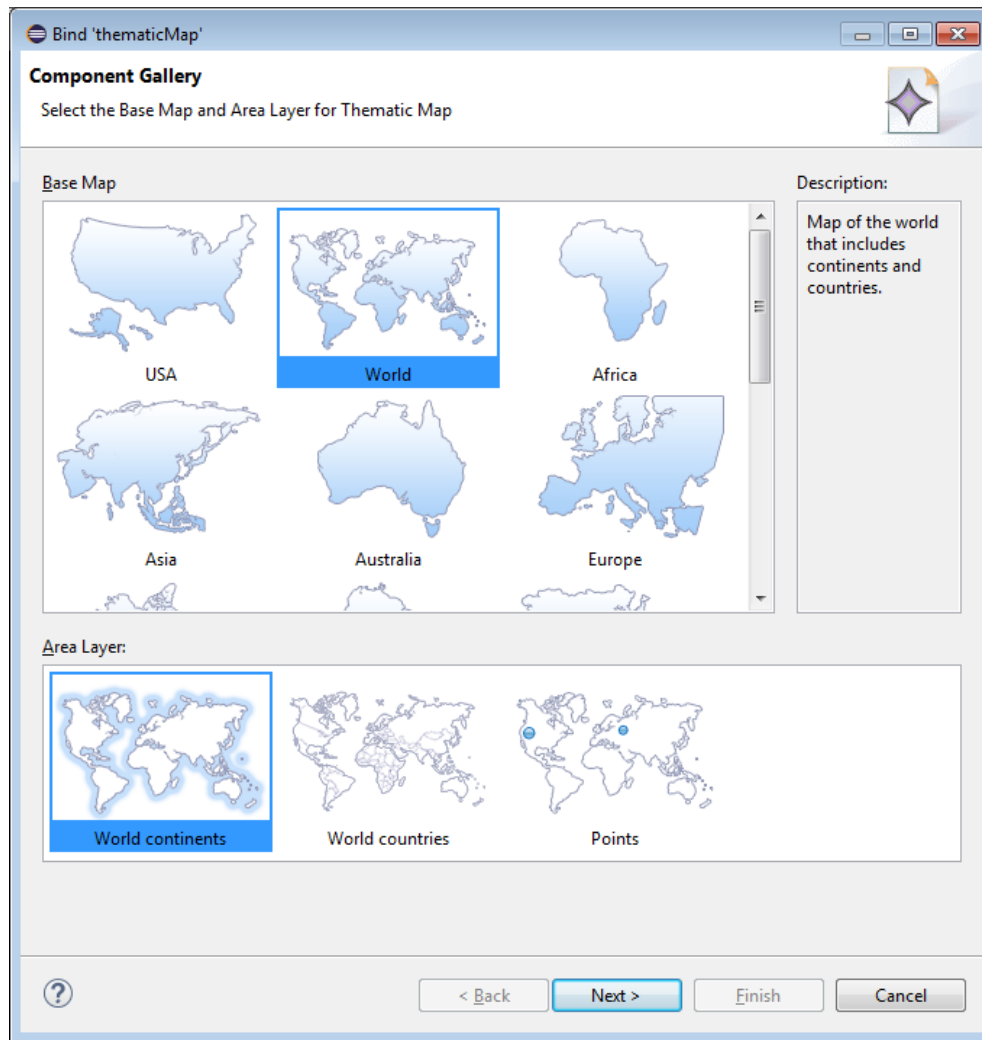 Bind 'thematicMap'
Component Gallery
Select the Base Map and Area Layer for Thematic Map
Base Map
Description:
USA
World
Africa
Asia
Australia
Europe
Map of the world
that includes
continents and
countries.
Area Layer:
World continents
World countries
Points
?
< Back
Next >
Finish
Cancel